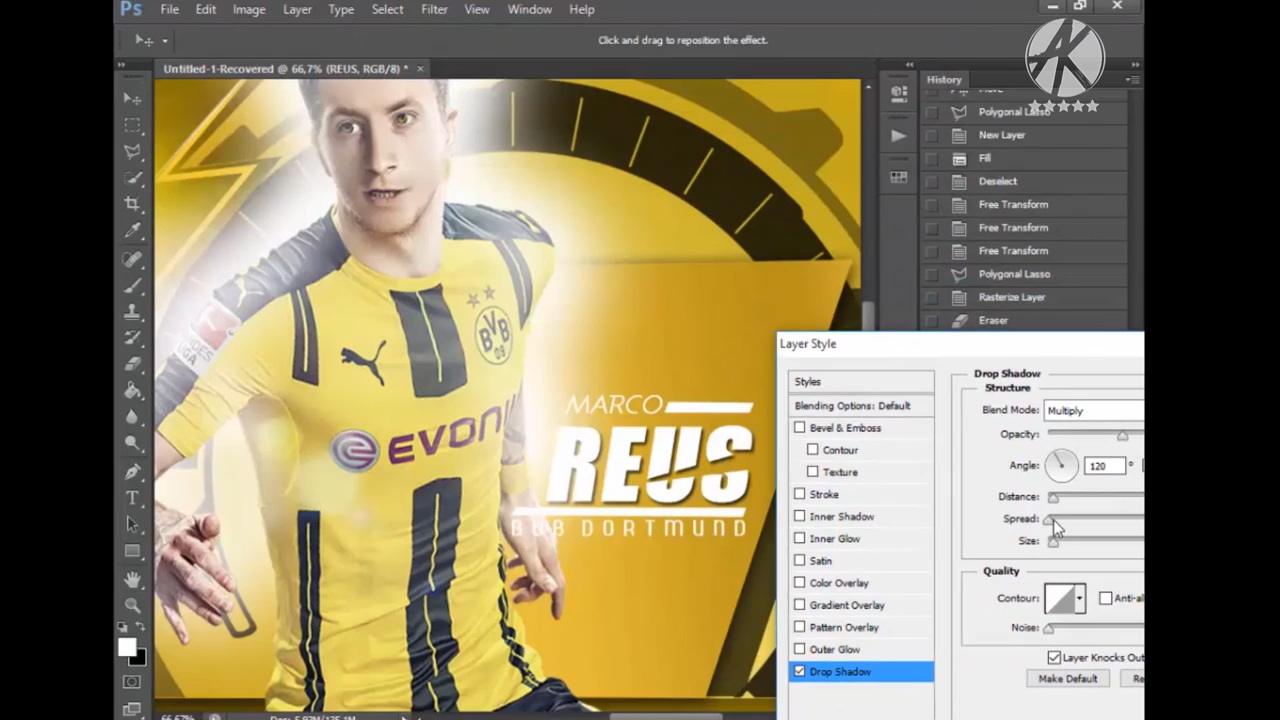 Ps File Edit Image Layer Type Select Filter View Window Help
Click and drag to reposition the effect.
AK
Untitled-1-Recovered @ 66,7% (REUS, RGB/8) *
History
Move
Polygonal Lasso
New Layer
Fill
Deselect
Free Transform
Free Transform
Free Transform
Polygonal Lasso
Rasterize Layer
Eraser
BVB
09
EVONI
MARCO
REUS
BUB DORTMUND
Layer Style
Styles
Blending Options: Default
Bevel & Emboss
Contour
Texture
Stroke
Inner Shadow
Inner Glow
Satin
Color Overlay
Gradient Overlay
Pattern Overlay
Outer Glow
Drop Shadow
Drop Shadow
Structure
Blend Mode: Multiply
Opacity:
Angle: 120 °
Distance:
Spread:
Size:
Quality
Contour: Anti-al
Noise:
Layer Knocks Out
Make Default Re
66,67%